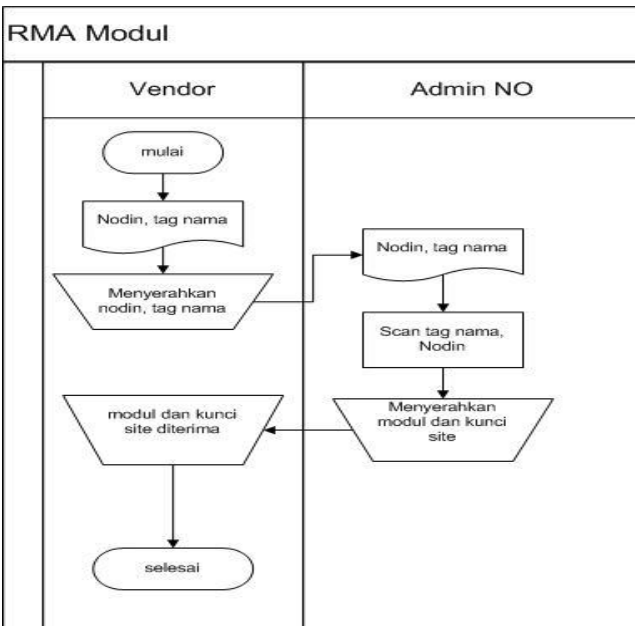 RMA Modul
Vendor
Admin NO
mulai
Nodin, tag nama
Menyerahkan
nodin, tag nama
Nodin, tag nama
Scan tag nama,
Nodin
Menyerahkan
modul dan kunci
site
modul dan kunci
site diterima
selesai